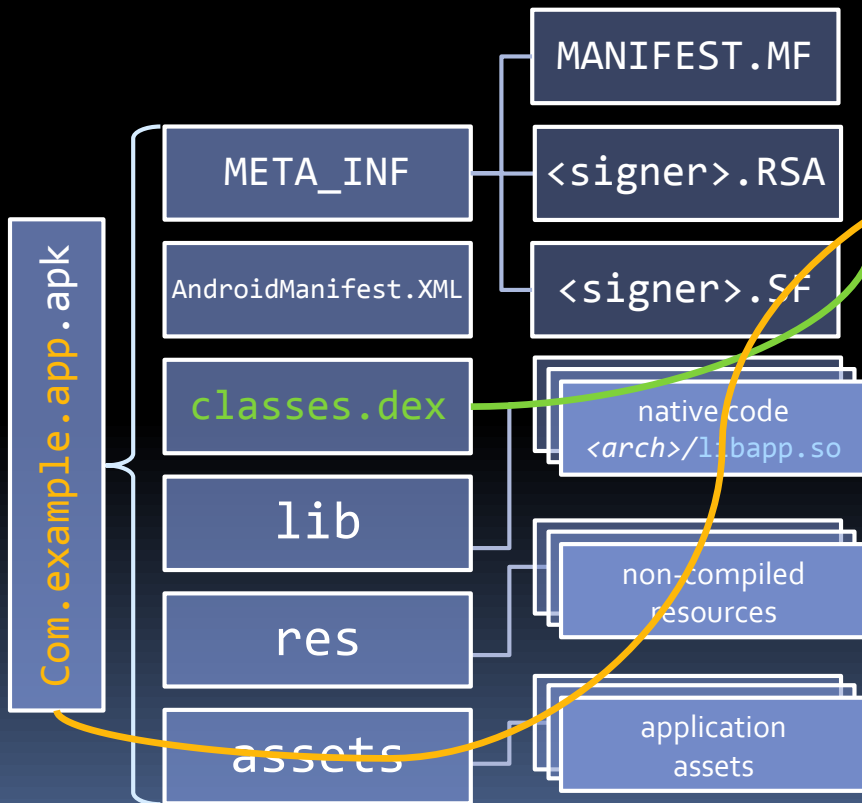 Com.example.app.apk
META_INF
AndroidManifest.XML
classes.dex
lib
res
assets
MANIFEST.MF
<signer>.RSA
<signer>.SF
native code
<arch>/libapp.so
non-compiled
resources
application
assets